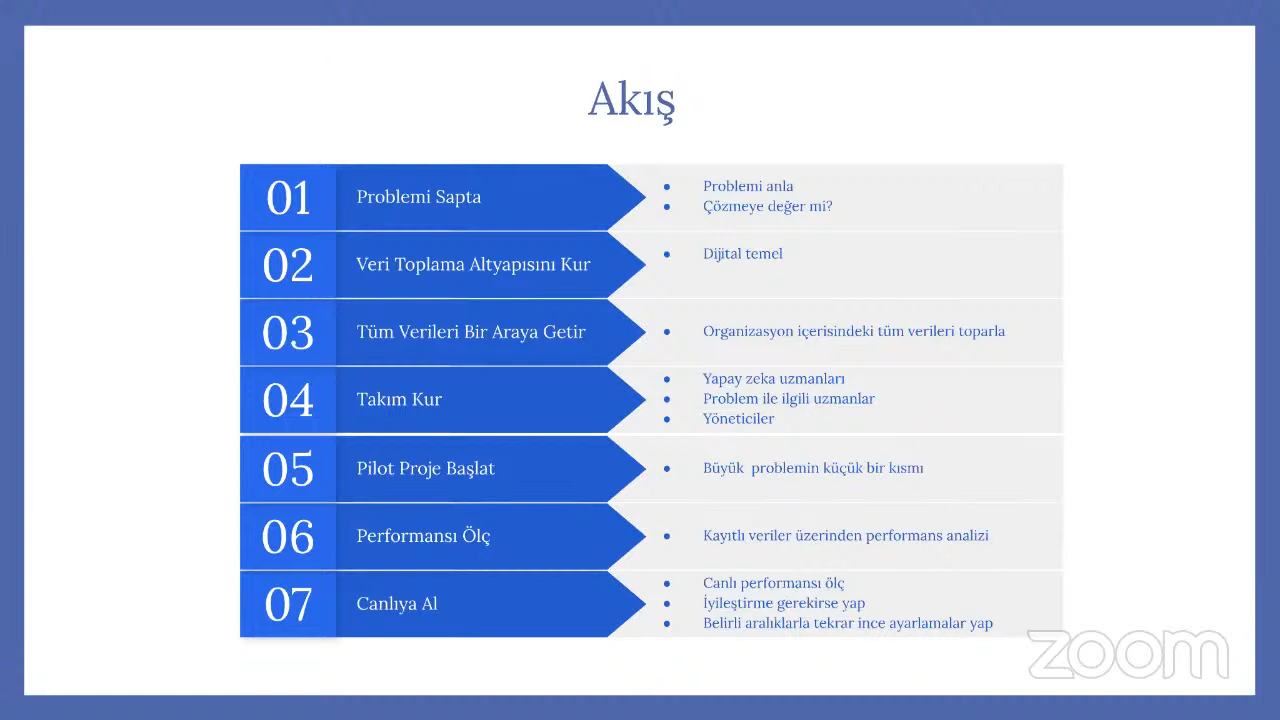 Akış
01
Problemi Sapta
Problemi anla
Çözmeye değer mi?
02
Veri Toplama Altyapısını Kur
Dijital temel
03
Tüm Verileri Bir Araya Getir
Organizasyon içerisindeki tüm verileri toparla
04
Takım Kur
Yapay zeka uzmanları
Problem ile ilgili uzmanlar
Yöneticiler
05
Pilot Proje Başlat
Büyük problemin küçük bir kısmı
06
Performansı Ölç
Kayıtlı veriler üzerinden performans analizi
07
Canlıya Al
Canlı performansı ölç
İyileştirme gerekirse yap
Belirli aralıklarla tekrar ince ayarlamalar yap
zoom